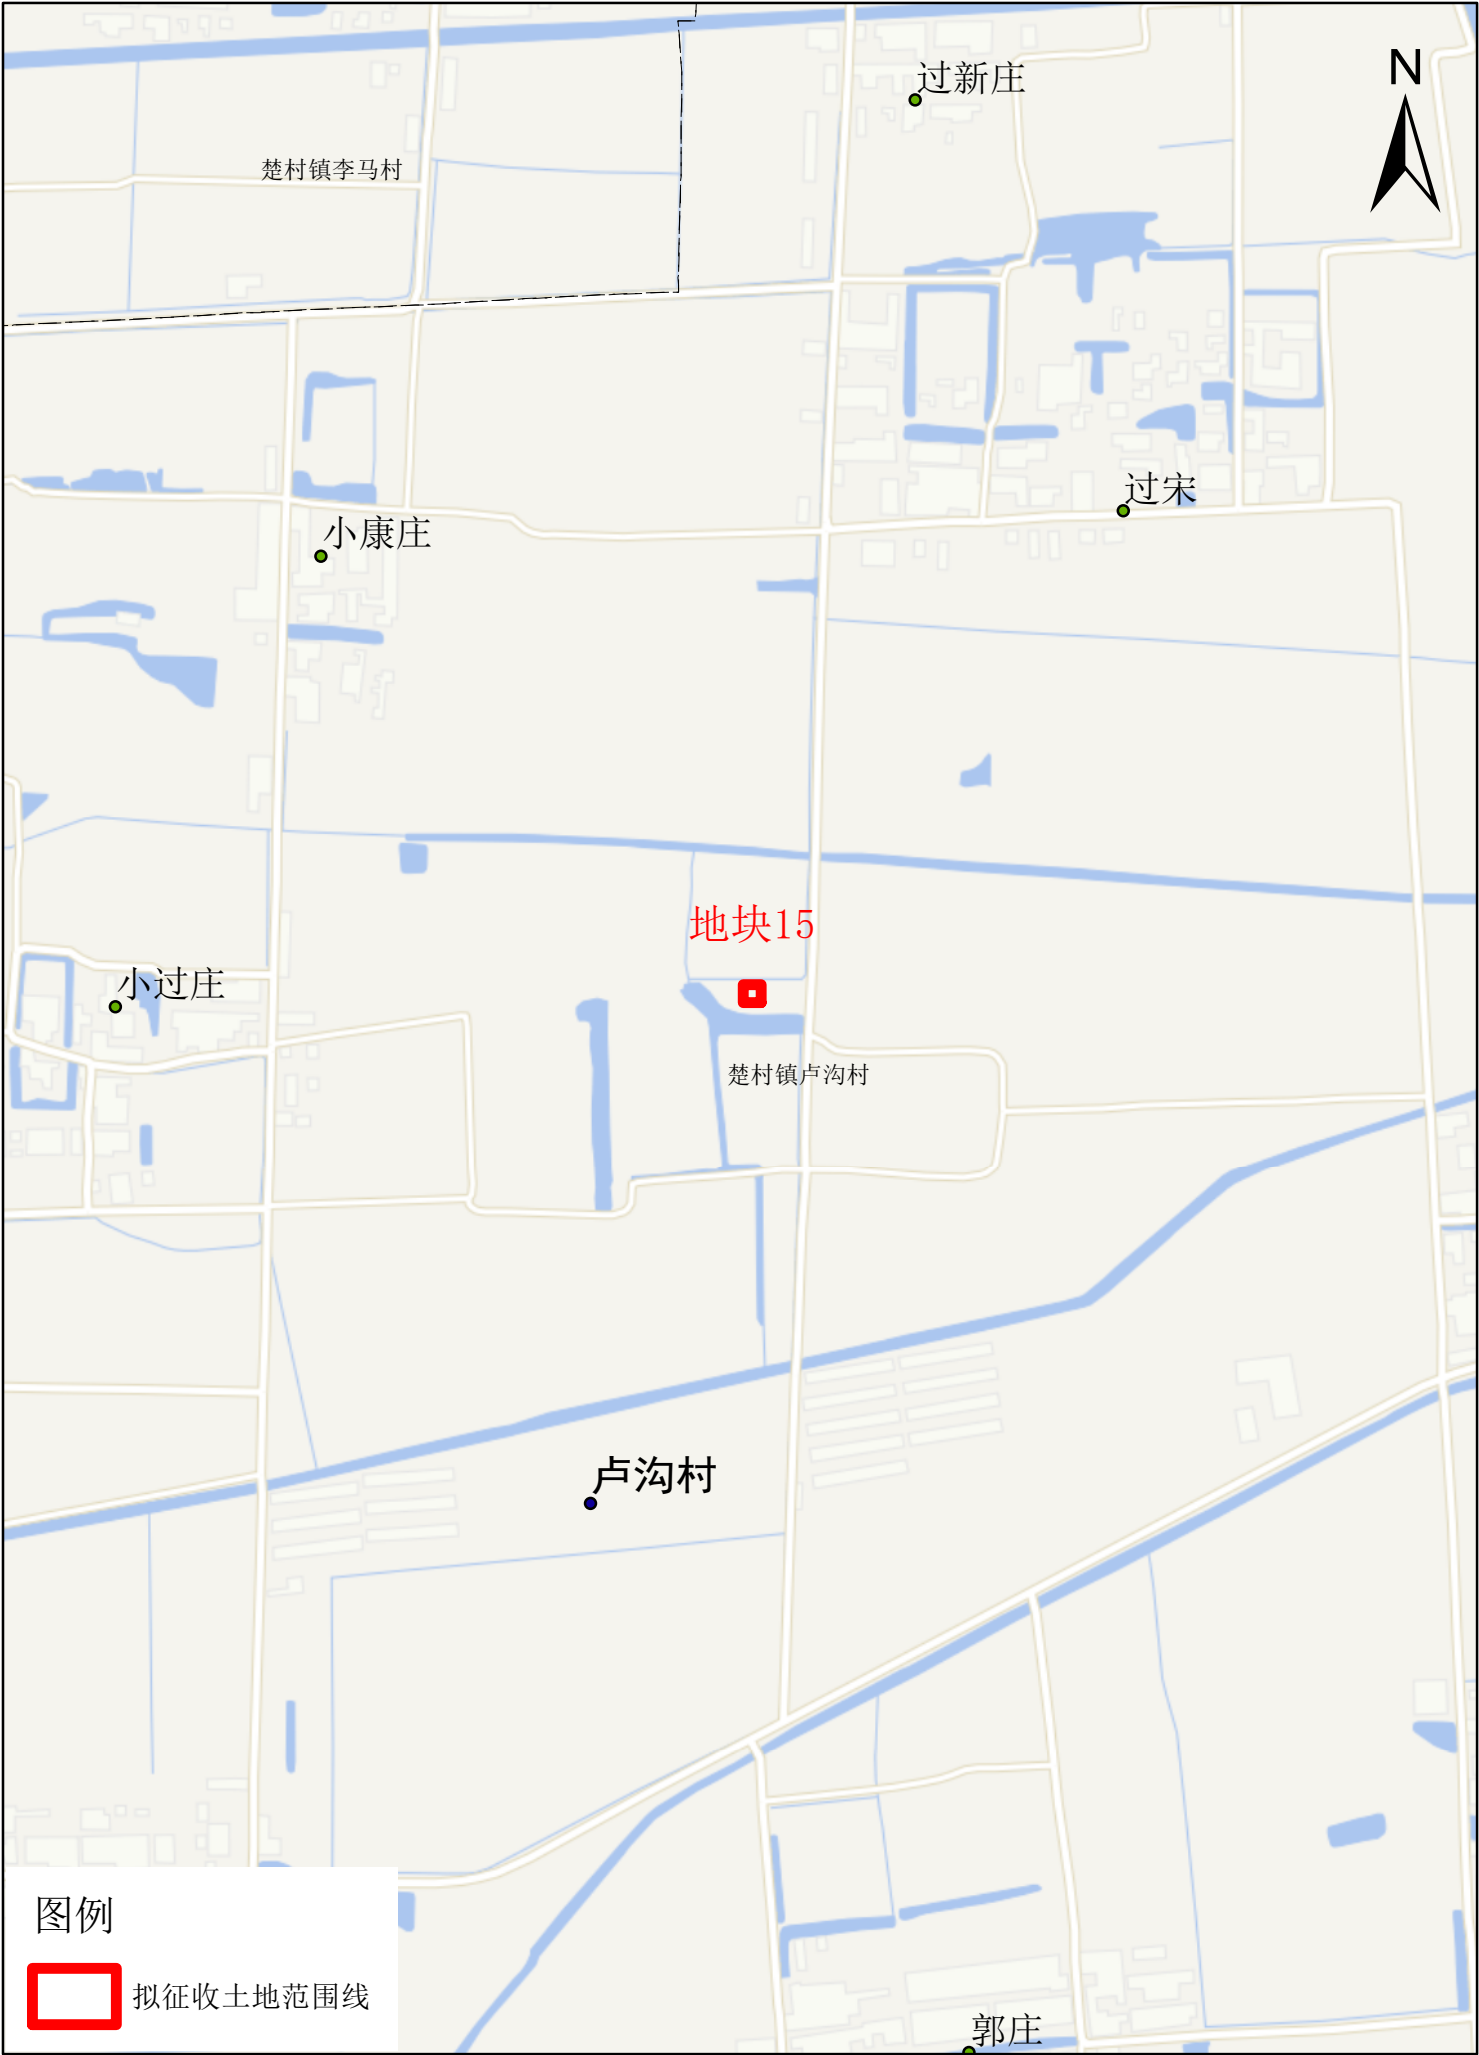 N
过新庄
楚村镇李马村
过宋
小康庄
地块15
小过庄
楚村镇卢沟村
卢沟村
图例
拟征收土地范围线
郭庄